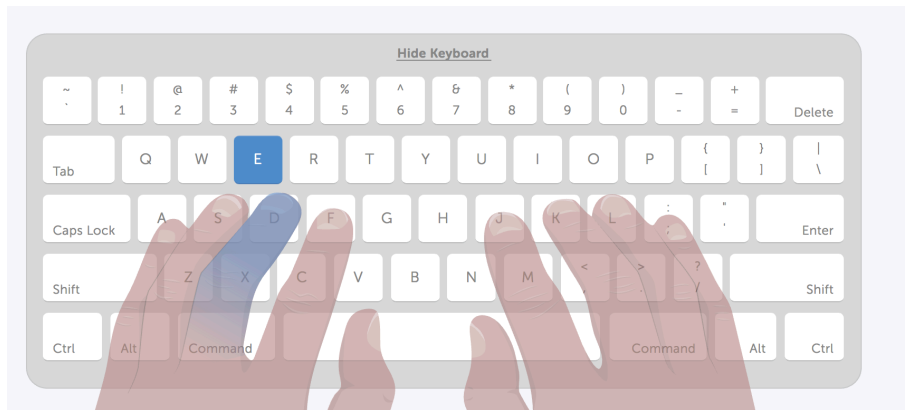 Hide Keyboard
~ ! @ # $ % ^ & * ( ) _ +
` 1 2 3 4 5 6 7 8 9 0 - = Delete
Tab Q W E R T Y U I O P { [ } ] | \
Caps Lock A S D F G H J K L : ; " ' Enter
Shift Z X C V B N M < , > . ? / Shift
Ctrl Alt Command Command Alt Ctrl